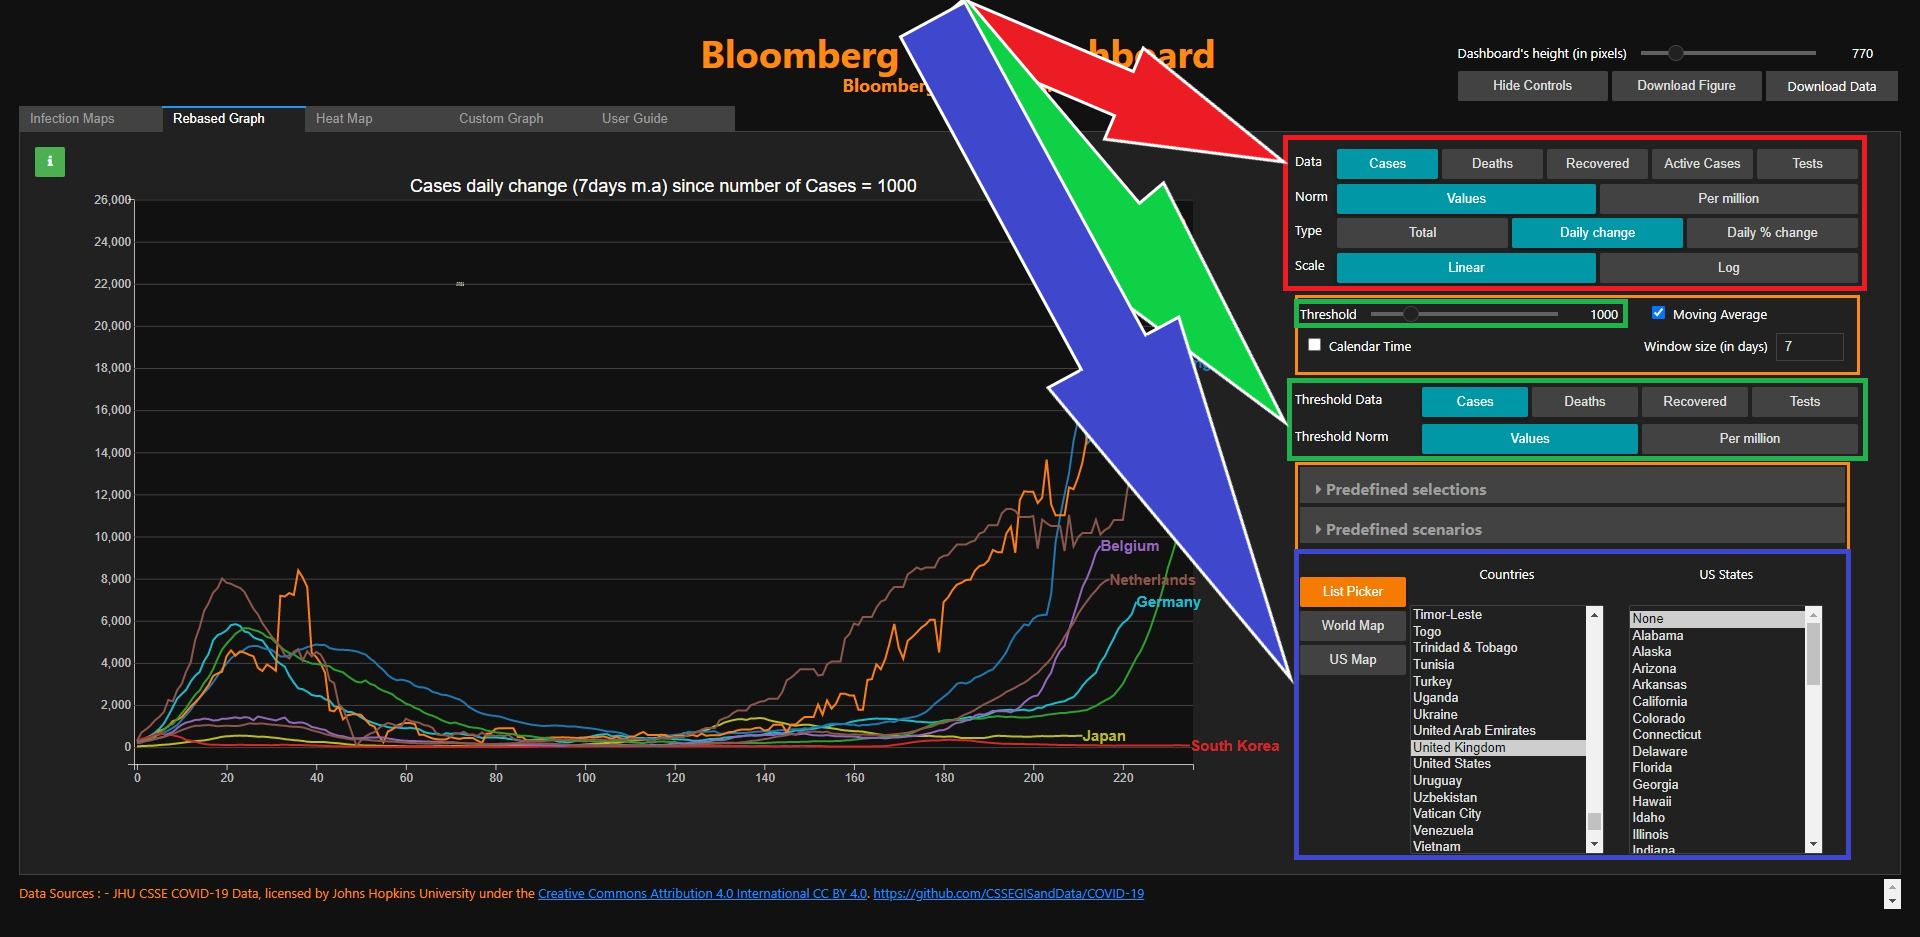 Bloomberg hboard
Bloomberg
Dashboard's height (in pixels) 770
Hide Controls Download Figure Download Data
Infection Maps Rebased Graph Heat Map Custom Graph User Guide
i
Cases daily change (7days m.a) since number of Cases = 1000
26,000
24,000
22,000
20,000
18,000
16,000
14,000
12,000
10,000
8,000
6,000
4,000
2,000
0
0 20 40 60 80 100 120 140 160 180 200 220
Belgium
Netherlands
Germany
Japan
South Korea
Data Cases Deaths Recovered Active Cases Tests
Norm Values Per million
Type Total Daily change Daily % change
Scale Linear Log
Threshold 1000 Moving Average
Calendar Time Window size (in days) 7
Threshold Data Cases Deaths Recovered Tests
Threshold Norm Values Per million
Predefined selections
Predefined scenarios
List Picker
World Map
US Map
Countries
Timor-Leste
Togo
Trinidad & Tobago
Tunisia
Turkey
Uganda
Ukraine
United Arab Emirates
United Kingdom
United States
Uruguay
Uzbekistan
Vatican City
Venezuela
Vietnam
US States
None
Alabama
Alaska
Arizona
Arkansas
California
Colorado
Connecticut
Delaware
Florida
Georgia
Hawaii
Idaho
Illinois
Indiana
Data Sources : - JHU CSSE COVID-19 Data, licensed by Johns Hopkins University under the Creative Commons Attribution 4.0 International CC BY 4.0. https://github.com/CSSEGISandData/COVID-19